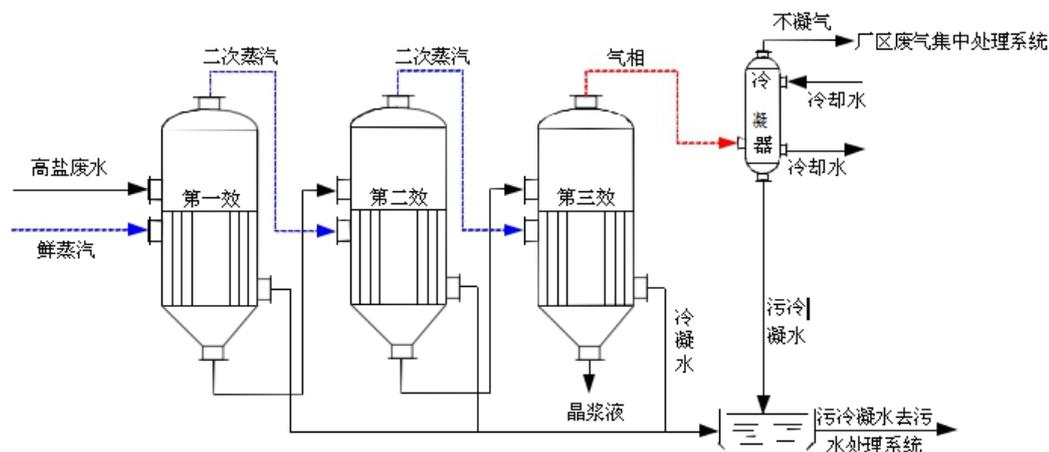 不凝气
厂区废气集中处理系统
二次蒸汽
二次蒸汽
气相
冷却水
冷
凝
器
冷却水
高盐废水
第一效
第二效
第三效
鲜蒸汽
污冷
凝水
冷
凝
水
晶浆液
污冷凝水去污
水处理系统